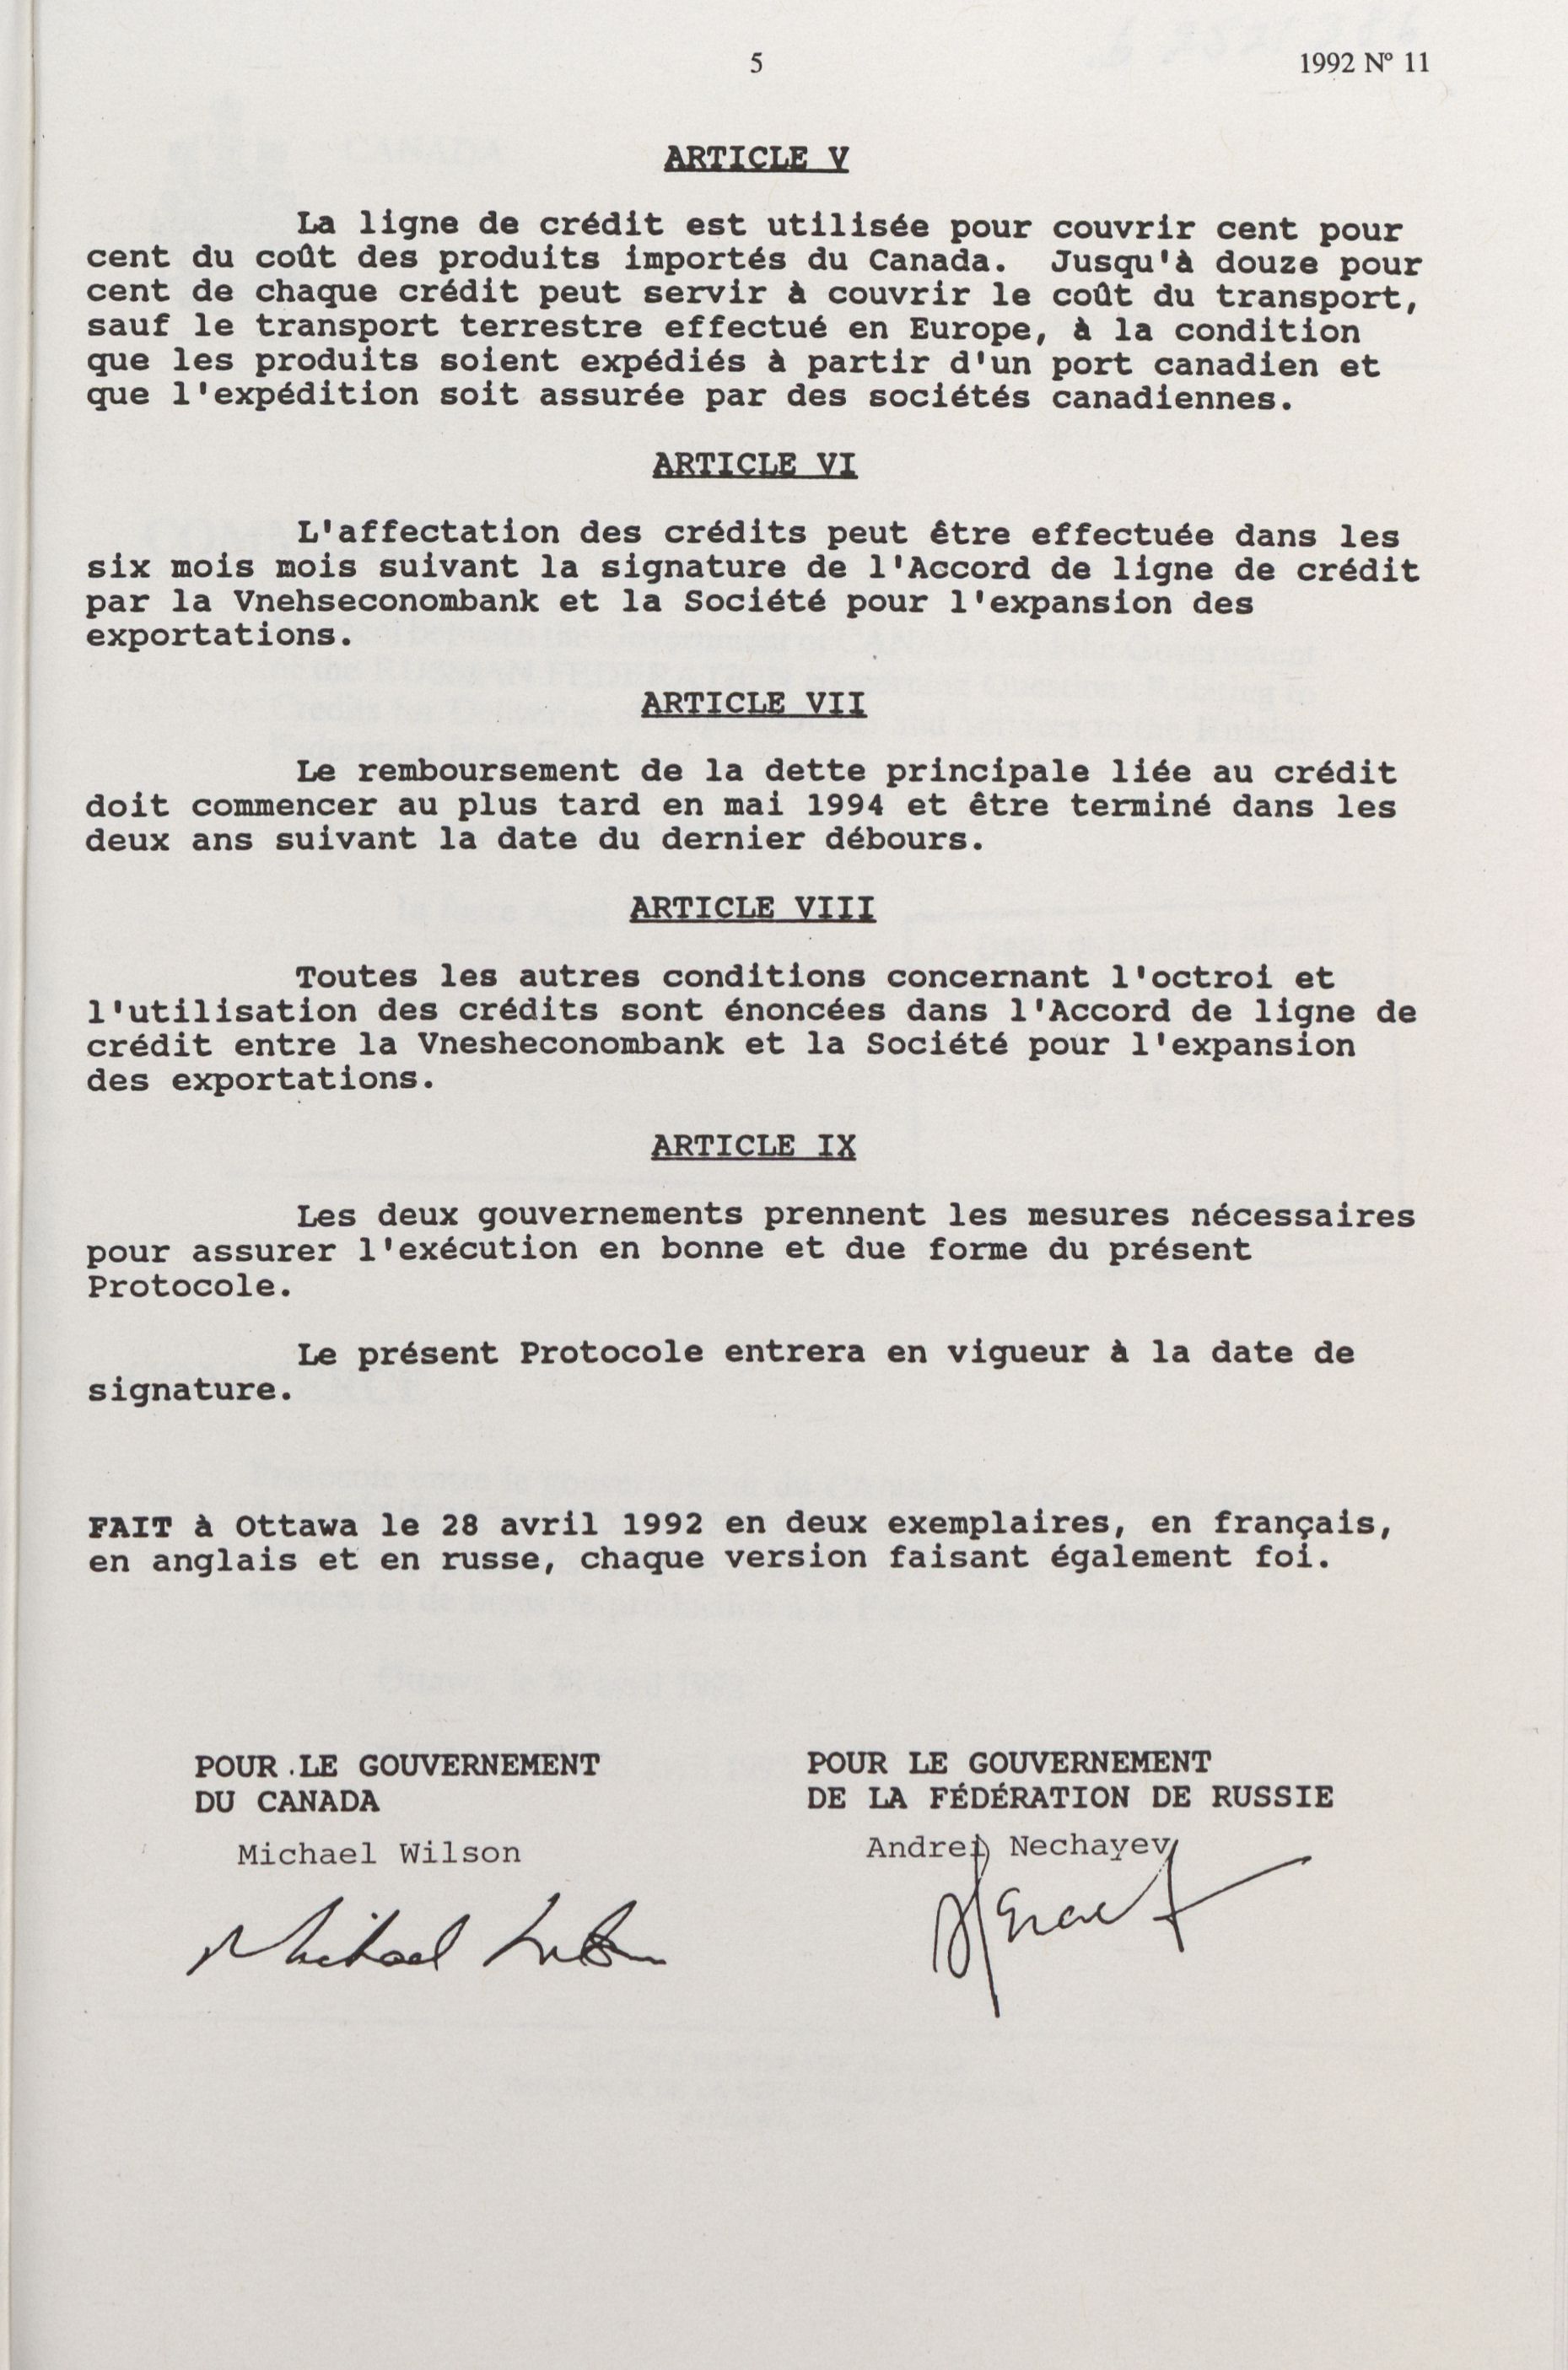 5
1992 Nº 11
ARTICLE V
La ligne de crédit est utilisée pour couvrir cent pour
cent du coût des produits importés du Canada. Jusqu'à douze pour
cent de chaque crédit peut servir à couvrir le coût du transport,
sauf le transport terrestre effectué en Europe, à la condition
que les produits soient expédiés à partir d'un port canadien et
que l'expédition soit assurée par des sociétés canadiennes.
ARTICLE VI
L'affectation des crédits peut être effectuée dans les
six mois mois suivant la signature de l'Accord de ligne de crédit
par la Vnehseconombank et la Société pour l'expansion des
exportations.
ARTICLE VII
Le remboursement de la dette principale liée au crédit
doit commencer au plus tard en mai 1994 et être terminé dans les
deux ans suivant la date du dernier débours.
ARTICLE VIII
Toutes les autres conditions concernant l'octroi et
l'utilisation des crédits sont énoncées dans l'Accord de ligne de
crédit entre la Vnesheconombank et la Société pour l'expansion
des exportations.
ARTICLE IX
Les deux gouvernements prennent les mesures nécessaires
pour assurer l'exécution en bonne et due forme du présent
Protocole.
Le présent Protocole entrera en vigueur à la date de
signature.
FAIT à Ottawa le 28 avril 1992 en deux exemplaires, en français,
en anglais et en russe, chaque version faisant également foi.
POUR LE GOUVERNEMENT
DU CANADA
Michael Wilson
Michael Wilson
POUR LE GOUVERNEMENT
DE LA FÉDÉRATION DE RUSSIE
Andreï Nechayev